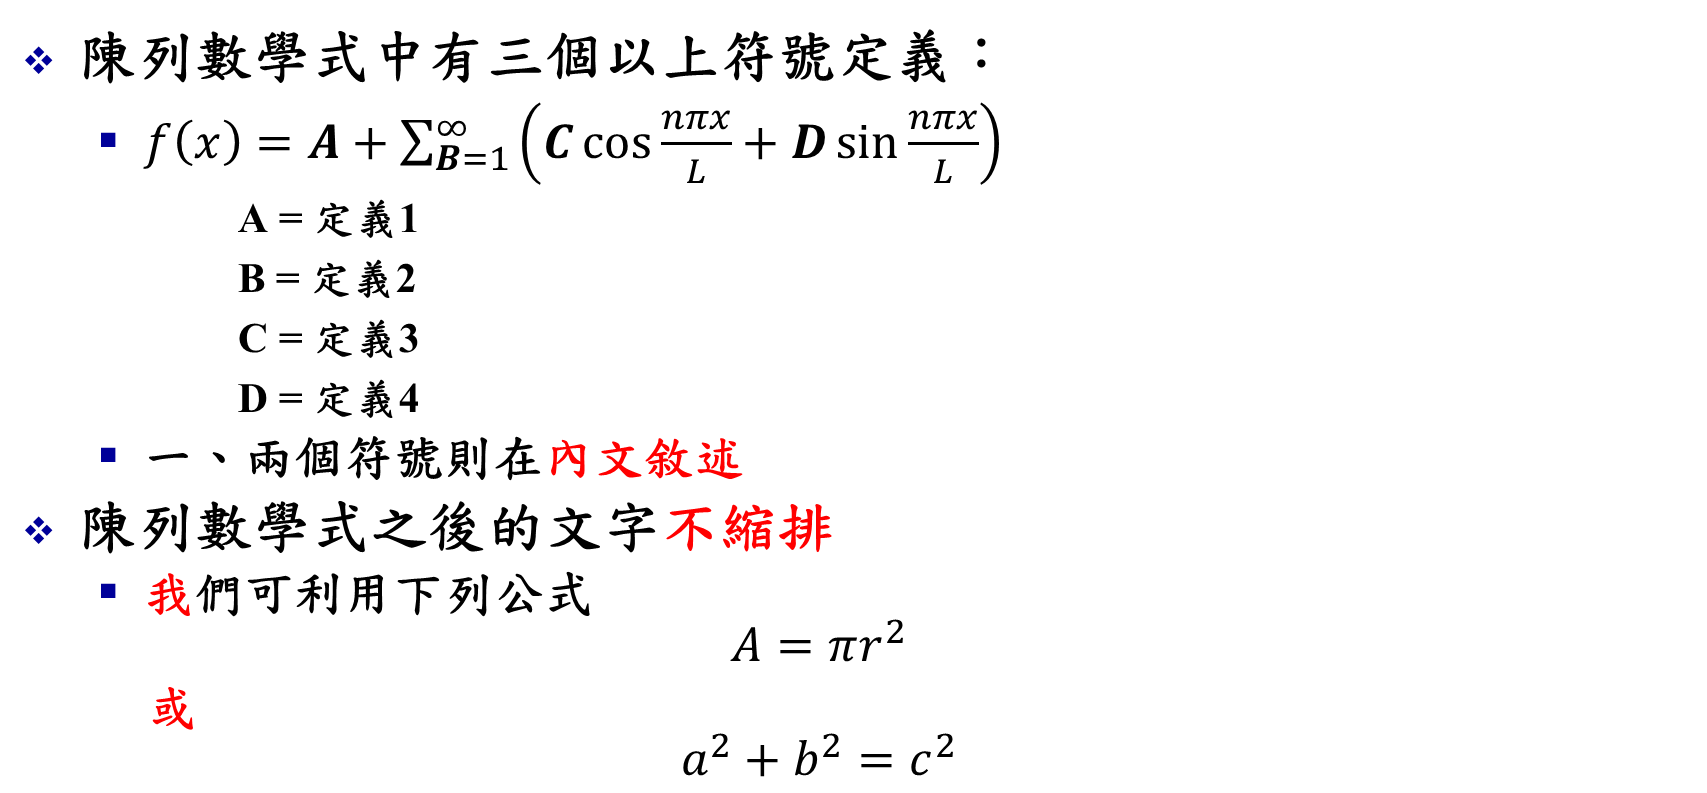 ❖ 陳列數學式中有三個以上符號定義：
▪ f(x) = A + ∑_{B=1}^{∞} (C cos nπx/L + D sin nπx/L)
A = 定義1
B = 定義2
C = 定義3
D = 定義4
▪ 一、兩個符號則在內文敘述
❖ 陳列數學式之後的文字不縮排
▪ 我們可利用下列公式
A = πr²
或
a² + b² = c²